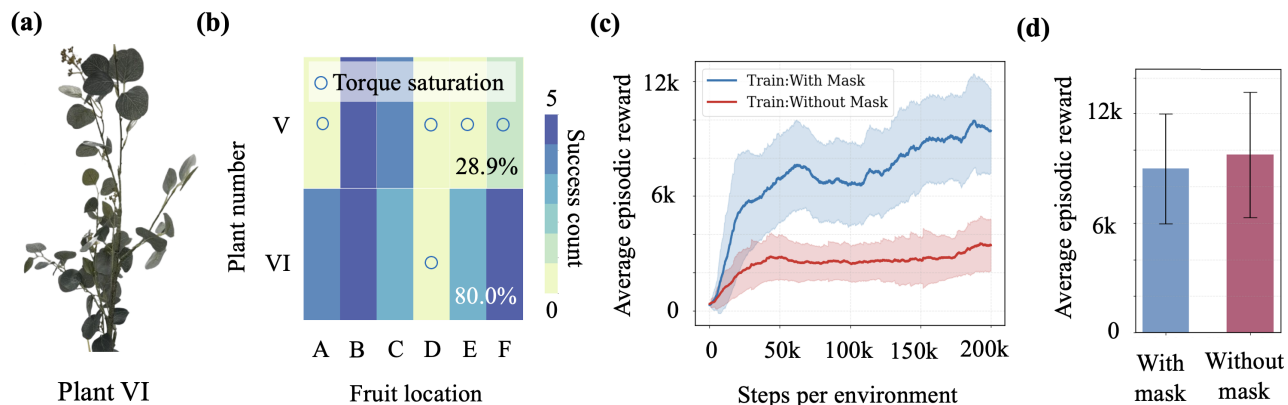 (a)
Plant VI
(b)
Torque saturation
Plant number
V
VI
28.9%
80.0%
A B C D E F
Fruit location
5
0
Success count
(c)
Average episodic reward
12k
6k
0
Train:With Mask
Train:Without Mask
0 50k 100k 150k 200k
Steps per environment
(d)
Average episodic reward
12k
6k
0
With
mask
Without
mask